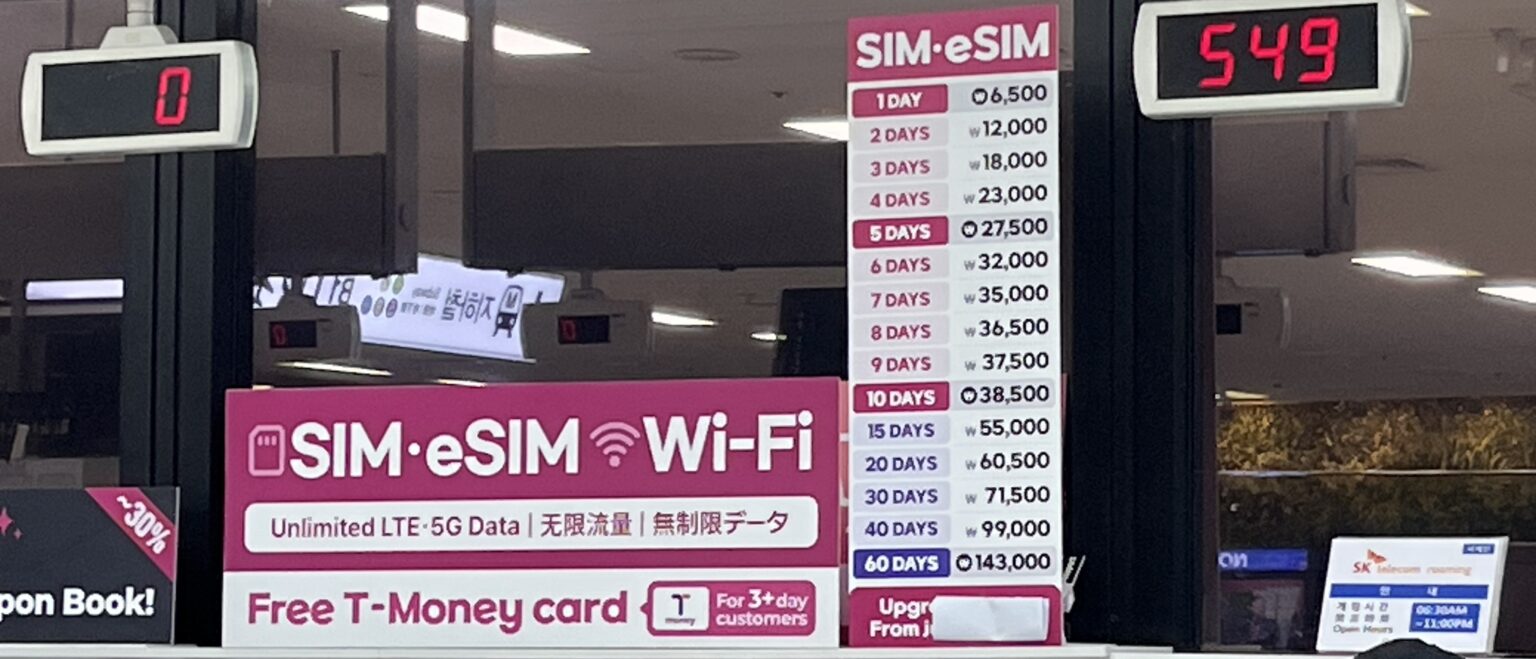 0
549
SIM·eSIM
1 DAY ₩6,500
2 DAYS ₩12,000
3 DAYS ₩18,000
4 DAYS ₩23,000
5 DAYS ₩27,500
6 DAYS ₩32,000
7 DAYS ₩35,000
8 DAYS ₩36,500
9 DAYS ₩37,500
10 DAYS ₩38,500
15 DAYS ₩55,000
20 DAYS ₩60,500
30 DAYS ₩71,500
40 DAYS ₩99,000
60 DAYS ₩143,000
Upgr
From
지하철
0
0
SIM·eSIM Wi-Fi
Unlimited LTE·5G Data | 无限流量 | 無制限データ
Free T-Money card
T
money
For 3+day
customers
~30%
pon Book!
on
SK telecom roaming
안 내
Open Hours
06:30AM
~11:00PM